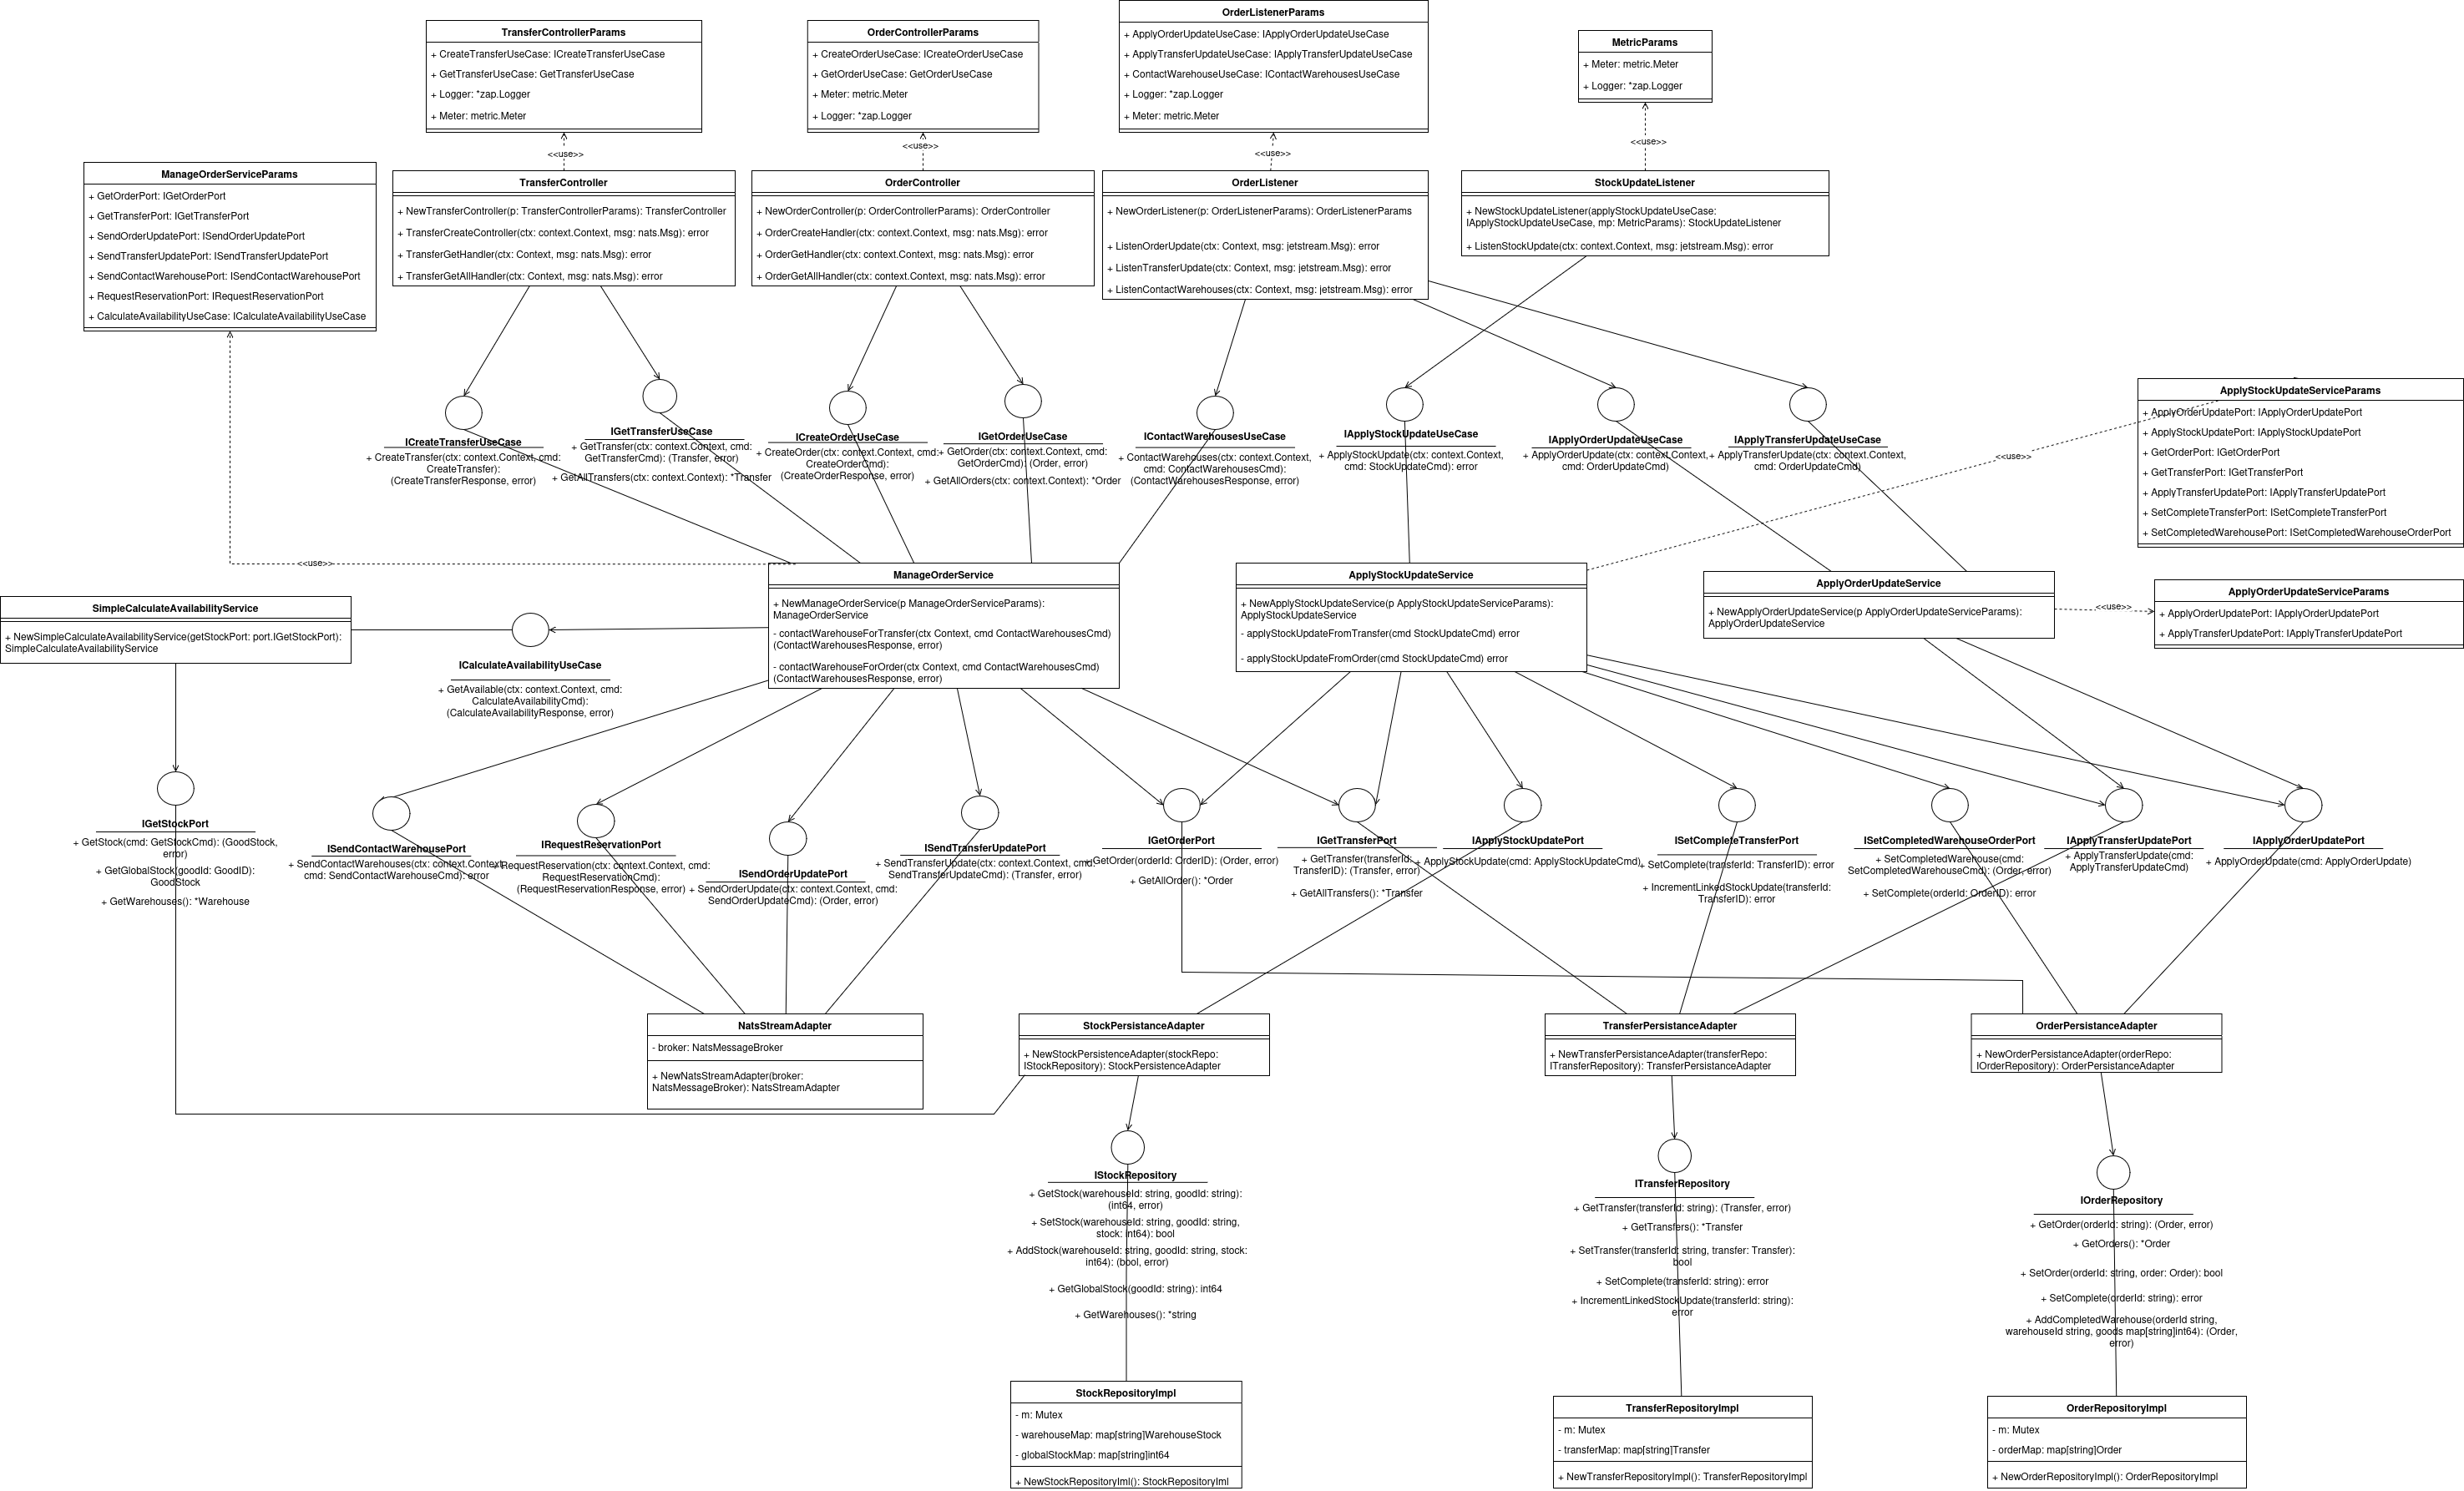 TransferControllerParams
+ CreateTransferUseCase: ICreateTransferUseCase
+ GetTransferUseCase: GetTransferUseCase
+ Logger: *zap.Logger
+ Meter: metric.Meter
OrderControllerParams
+ CreateOrderUseCase: ICreateOrderUseCase
+ GetOrderUseCase: GetOrderUseCase
+ Meter: metric.Meter
+ Logger: *zap.Logger
OrderListenerParams
+ ApplyOrderUpdateUseCase: IApplyOrderUpdateUseCase
+ ApplyTransferUpdateUseCase: IApplyTransferUpdateUseCase
+ ContactWarehouseUseCase: IContactWarehousesUseCase
+ Logger: *zap.Logger
+ Meter: metric.Meter
MetricParams
+ Meter: metric.Meter
+ Logger: *zap.Logger
<<use>>
<<use>>
<<use>>
<<use>>
ManageOrderServiceParams
+ GetOrderPort: IGetOrderPort
+ GetTransferPort: IGetTransferPort
+ SendOrderUpdatePort: ISendOrderUpdatePort
+ SendTransferUpdatePort: ISendTransferUpdatePort
+ SendContactWarehousePort: ISendContactWarehousePort
+ RequestReservationPort: IRequestReservationPort
+ CalculateAvailabilityUseCase: ICalculateAvailabilityUseCase
TransferController
+ NewTransferController(p: TransferControllerParams): TransferController
+ TransferCreateController(ctx: context.Context, msg: nats.Msg): error
+ TransferGetHandler(ctx: Context, msg: nats.Msg): error
+ TransferGetAllHandler(ctx: Context, msg: nats.Msg): error
OrderController
+ NewOrderController(p: OrderControllerParams): OrderController
+ OrderCreateHandler(ctx: context.Context, msg: nats.Msg): error
+ OrderGetHandler(ctx: context.Context, msg: nats.Msg): error
+ OrderGetAllHandler(ctx: context.Context, msg: nats.Msg): error
OrderListener
+ NewOrderListener(p: OrderListenerParams): OrderListenerParams
+ ListenOrderUpdate(ctx: Context, msg: jetstream.Msg): error
+ ListenTransferUpdate(ctx: Context, msg: jetstream.Msg): error
+ ListenContactWarehouses(ctx: Context, msg: jetstream.Msg): error
StockUpdateListener
+ NewStockUpdateListener(applyStockUpdateUseCase:
IApplyStockUpdateUseCase, mp: MetricParams): StockUpdateListener
+ ListenStockUpdate(ctx: context.Context, msg: jetstream.Msg): error
ICreateTransferUseCase
+ CreateTransfer(ctx: context.Context, cmd:
CreateTransfer):
(CreateTransferResponse, error)
IGetTransferUseCase
+ GetTransfer(ctx: context.Context, cmd:
GetTransferCmd): (Transfer, error)
+ GetAllTransfers(ctx: context.Context): *Transfer
ICreateOrderUseCase
+ CreateOrder(ctx: context.Context, cmd:
CreateOrderCmd):
(CreateOrderResponse, error)
IGetOrderUseCase
+ GetOrder(ctx: context.Context, cmd:
GetOrderCmd): (Order, error)
+ GetAllOrders(ctx: context.Context): *Order
IContactWarehousesUseCase
+ ContactWarehouses(ctx: context.Context,
cmd: ContactWarehousesCmd):
(ContactWarehousesResponse, error)
IApplyStockUpdateUseCase
+ ApplyStockUpdate(ctx: context.Context,
cmd: StockUpdateCmd): error
IApplyOrderUpdateUseCase
+ ApplyOrderUpdate(ctx: context.Context,
cmd: OrderUpdateCmd)
IApplyTransferUpdateUseCase
+ ApplyTransferUpdate(ctx: context.Context,
cmd: OrderUpdateCmd)
<<use>>
ApplyStockUpdateServiceParams
+ ApplyOrderUpdatePort: IApplyOrderUpdatePort
+ ApplyStockUpdatePort: IApplyStockUpdatePort
+ GetOrderPort: IGetOrderPort
+ GetTransferPort: IGetTransferPort
+ ApplyTransferUpdatePort: IApplyTransferUpdatePort
+ SetCompleteTransferPort: ISetCompleteTransferPort
+ SetCompletedWarehousePort: ISetCompletedWarehouseOrderPort
<<use>>
SimpleCalculateAvailabilityService
+ NewSimpleCalculateAvailabilityService(getStockPort: port.IGetStockPort):
SimpleCalculateAvailabilityService
ICalculateAvailabilityUseCase
+ GetAvailable(ctx: context.Context, cmd:
CalculateAvailabilityCmd):
(CalculateAvailabilityResponse, error)
ManageOrderService
+ NewManageOrderService(p ManageOrderServiceParams):
ManageOrderService
- contactWarehouseForTransfer(ctx Context, cmd ContactWarehousesCmd)
(ContactWarehousesResponse, error)
- contactWarehouseForOrder(ctx Context, cmd ContactWarehousesCmd)
(ContactWarehousesResponse, error)
ApplyStockUpdateService
+ NewApplyStockUpdateService(p ApplyStockUpdateServiceParams):
ApplyStockUpdateService
- applyStockUpdateFromTransfer(cmd StockUpdateCmd) error
- applyStockUpdateFromOrder(cmd StockUpdateCmd) error
ApplyOrderUpdateService
+ NewApplyOrderUpdateService(p ApplyOrderUpdateServiceParams):
ApplyOrderUpdateService
<<use>>
ApplyOrderUpdateServiceParams
+ ApplyOrderUpdatePort: IApplyOrderUpdatePort
+ ApplyTransferUpdatePort: IApplyTransferUpdatePort
IGetStockPort
+ GetStock(cmd: GetStockCmd): (GoodStock,
error)
+ GetGlobalStock(goodId: GoodID):
GoodStock
+ GetWarehouses(): *Warehouse
ISendContactWarehousePort
+ SendContactWarehouses(ctx: context.Context,
cmd: SendContactWarehouseCmd): error
IRequestReservationPort
+ RequestReservation(ctx: context.Context, cmd:
RequestReservationCmd):
(RequestReservationResponse, error)
ISendOrderUpdatePort
+ SendOrderUpdate(ctx: context.Context, cmd:
SendOrderUpdateCmd): (Order, error)
ISendTransferUpdatePort
+ SendTransferUpdate(ctx: context.Context, cmd:
SendTransferUpdateCmd): (Transfer, error)
IGetOrderPort
+ GetOrder(orderId: OrderID): (Order, error)
+ GetAllOrder(): *Order
IGetTransferPort
+ GetTransfer(transferId:
TransferID): (Transfer, error)
+ GetAllTransfers(): *Transfer
IApplyStockUpdatePort
+ ApplyStockUpdate(cmd: ApplyStockUpdateCmd)
ISetCompleteTransferPort
+ SetComplete(transferId: TransferID): error
+ IncrementLinkedStockUpdate(transferId:
TransferID): error
ISetCompletedWarehouseOrderPort
+ SetCompletedWarehouse(cmd:
SetCompletedWarehouseCmd): (Order, error)
+ SetComplete(orderId: OrderID): error
IApplyTransferUpdatePort
+ ApplyTransferUpdate(cmd:
ApplyTransferUpdateCmd)
IApplyOrderUpdatePort
+ ApplyOrderUpdate(cmd: ApplyOrderUpdate)
NatsStreamAdapter
- broker: NatsMessageBroker
+ NewNatsStreamAdapter(broker:
NatsMessageBroker): NatsStreamAdapter
StockPersistanceAdapter
+ NewStockPersistenceAdapter(stockRepo:
IStockRepository): StockPersistenceAdapter
TransferPersistanceAdapter
+ NewTransferPersistanceAdapter(transferRepo:
ITransferRepository): TransferPersistanceAdapter
OrderPersistanceAdapter
+ NewOrderPersistanceAdapter(orderRepo:
IOrderRepository): OrderPersistanceAdapter
IStockRepository
+ GetStock(warehouseId: string, goodId: string):
(int64, error)
+ SetStock(warehouseId: string, goodId: string,
stock: int64): bool
+ AddStock(warehouseId: string, goodId: string, stock:
int64): (bool, error)
+ GetGlobalStock(goodId: string): int64
+ GetWarehouses(): *string
ITransferRepository
+ GetTransfer(transferId: string): (Transfer, error)
+ GetTransfers(): *Transfer
+ SetTransfer(transferId: string, transfer: Transfer):
bool
+ SetComplete(transferId: string): error
+ IncrementLinkedStockUpdate(transferId: string):
error
IOrderRepository
+ GetOrder(orderId: string): (Order, error)
+ GetOrders(): *Order
+ SetOrder(orderId: string, order: Order): bool
+ SetComplete(orderId: string): error
+ AddCompletedWarehouse(orderId string,
warehouseId string, goods map[string]int64): (Order,
error)
StockRepositoryImpl
- m: Mutex
- warehouseMap: map[string]WarehouseStock
- globalStockMap: map[string]int64
+ NewStockRepositoryIml(): StockRepositoryIml
TransferRepositoryImpl
- m: Mutex
- transferMap: map[string]Transfer
+ NewTransferRepositoryImpl(): TransferRepositoryImpl
OrderRepositoryImpl
- m: Mutex
- orderMap: map[string]Order
+ NewOrderRepositoryImpl(): OrderRepositoryImpl